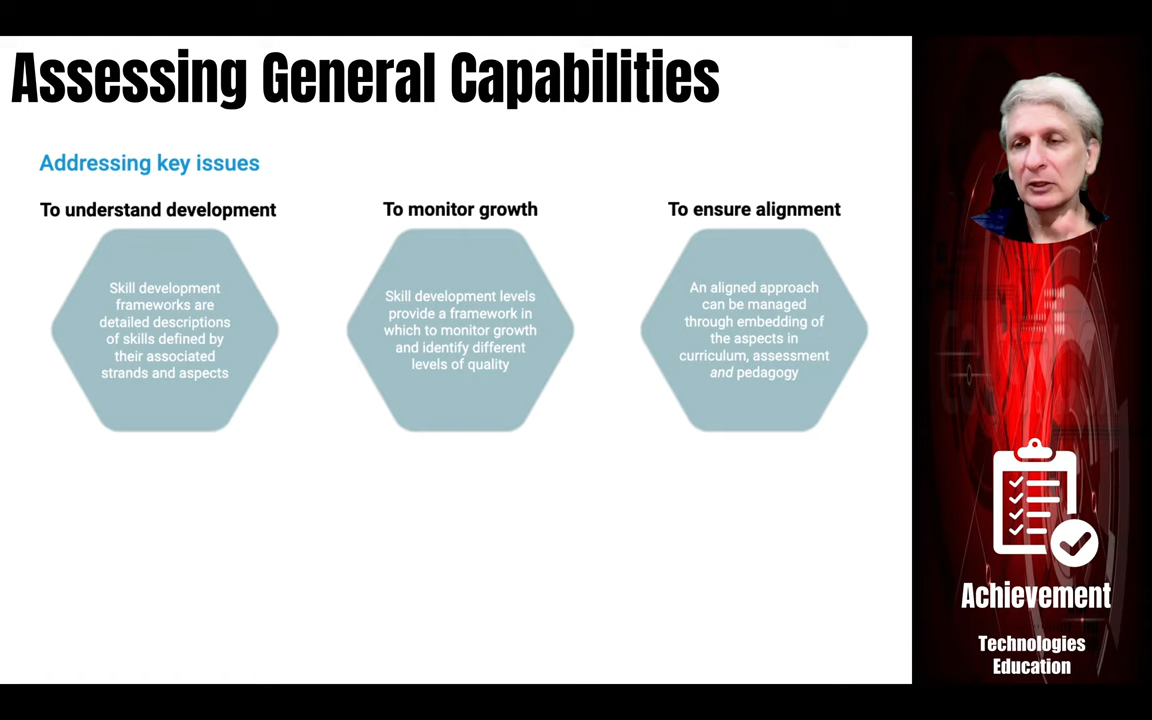 Assessing General Capabilities
Addressing key issues
To understand development
Skill development
frameworks are
detailed descriptions
of skills defined by
their associated
strands and aspects
To monitor growth
Skill development levels
provide a framework in
which to monitor growth
and identify different
levels of quality
To ensure alignment
An aligned approach
can be managed
through embedding of
the aspects in
curriculum, assessment
and pedagogy
Achievement
Technologies
Education